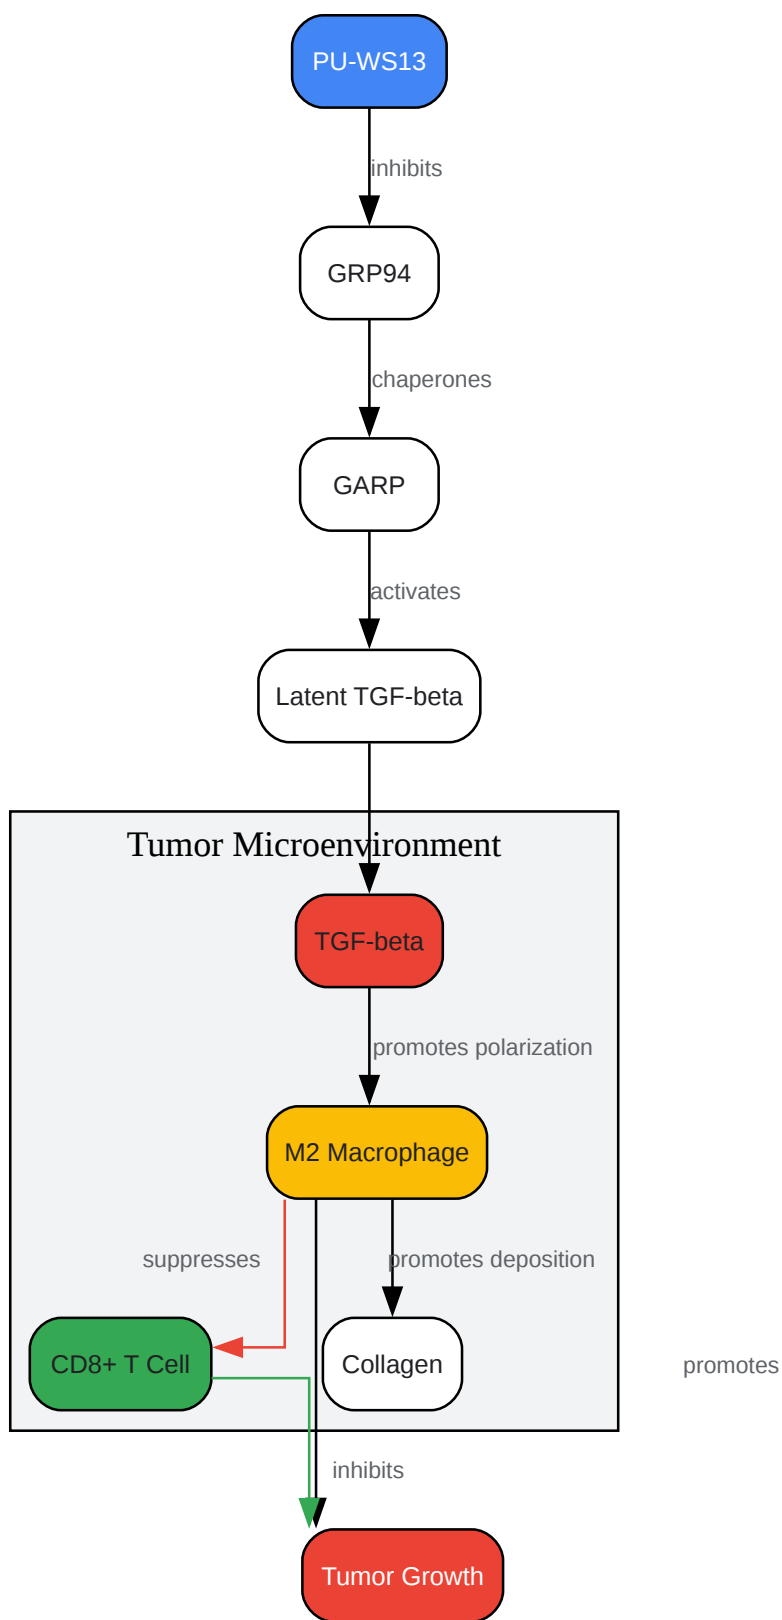 PU-WS13
inhibits
GRP94
chaperones
GARP
activates
Latent TGF-beta
Tumor Microenvironment
TGF-beta
promotes polarization
M2 Macrophage
suppresses
promotes deposition
CD8+ T Cell
Collagen
promotes
inhibits
Tumor Growth